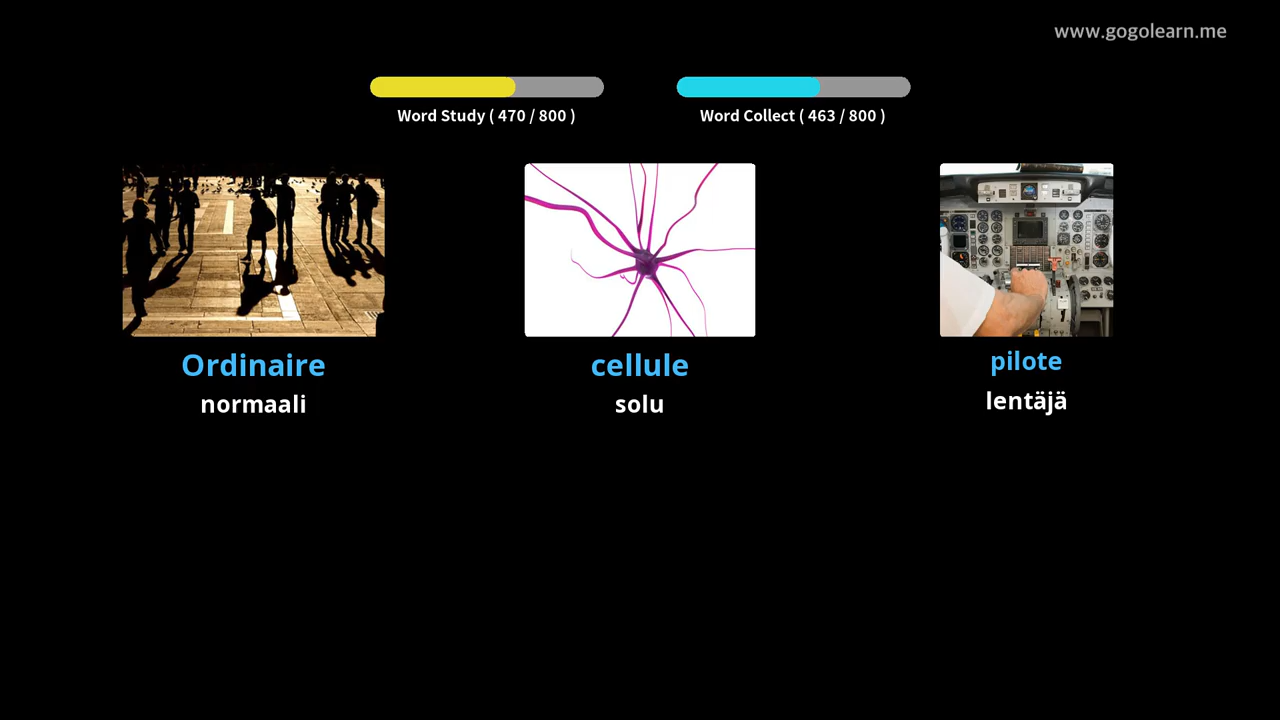 www.gogolearn.me
Word Study ( 470 / 800 )
Word Collect ( 463 / 800 )
Ordinaire
normaali
cellule
solu
pilote
lentäjä